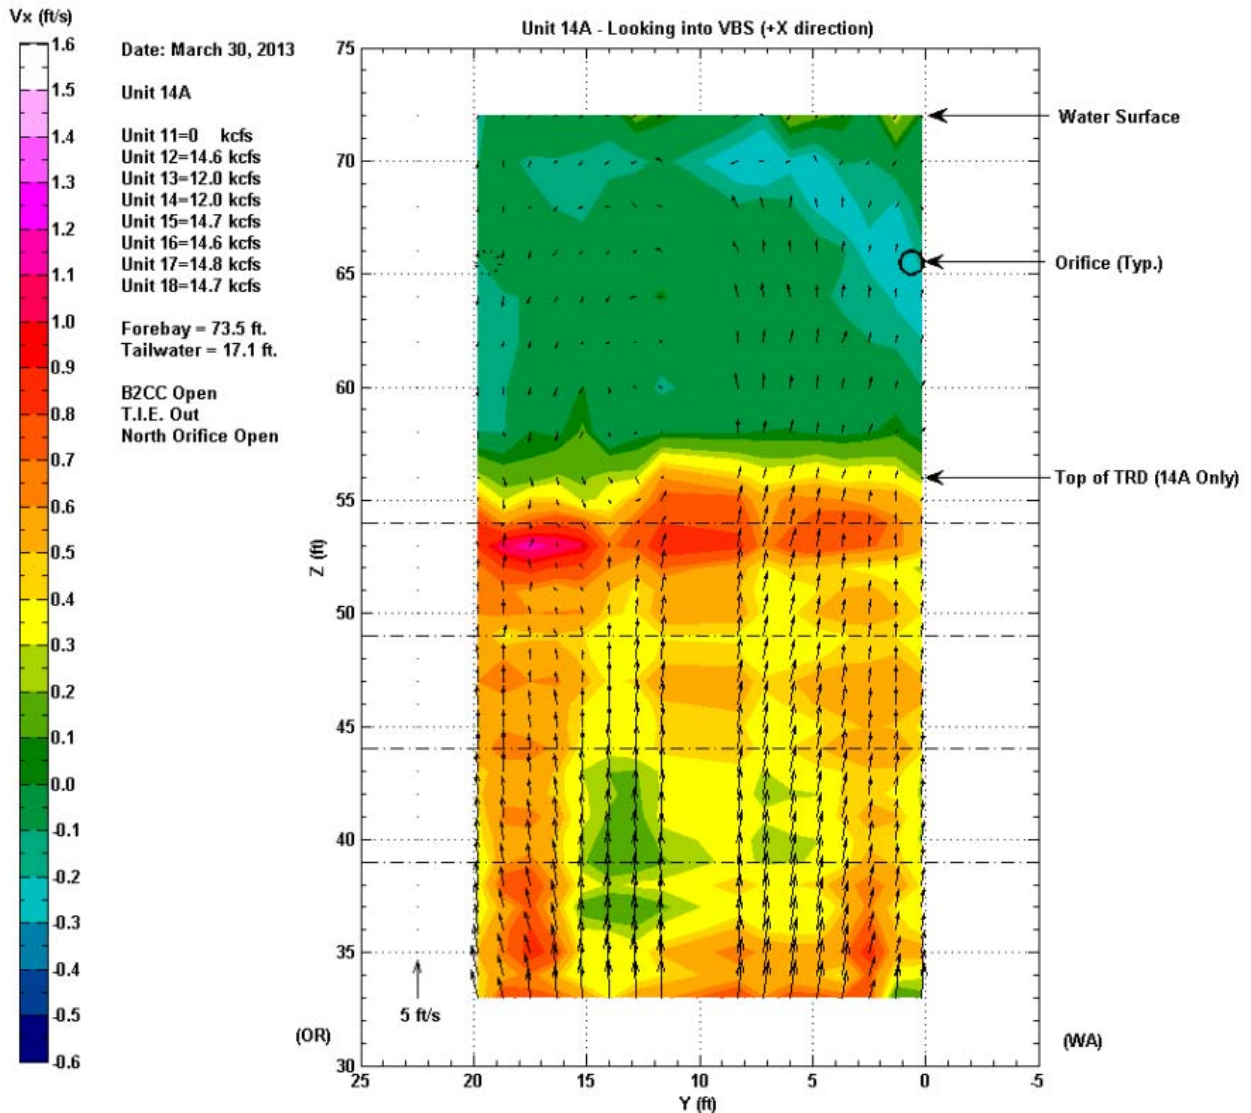 Vx (ft/s)
1.6
1.5
1.4
1.3
1.2
1.1
1.0
0.9
0.8
0.7
0.6
0.5
0.4
0.3
0.2
0.1
0.0
-0.1
-0.2
-0.3
-0.4
-0.5
-0.6
Date: March 30, 2013
Unit 14A
Unit 11=0 kcfs
Unit 12=14.6 kcfs
Unit 13=12.0 kcfs
Unit 14=12.0 kcfs
Unit 15=14.7 kcfs
Unit 16=14.6 kcfs
Unit 17=14.8 kcfs
Unit 18=14.7 kcfs
Forebay = 73.5 ft.
Tailwater = 17.1 ft.
B2CC Open
T.I.E. Out
North Orifice Open
Unit 14A - Looking into VBS (+X direction)
75
70
65
60
55
50
45
40
35
30
Z (ft)
Water Surface
Orifice (Typ.)
Top of TRD (14A Only)
5 ft/s
(OR)
(WA)
25
20
15
10
5
0
-5
Y (ft)